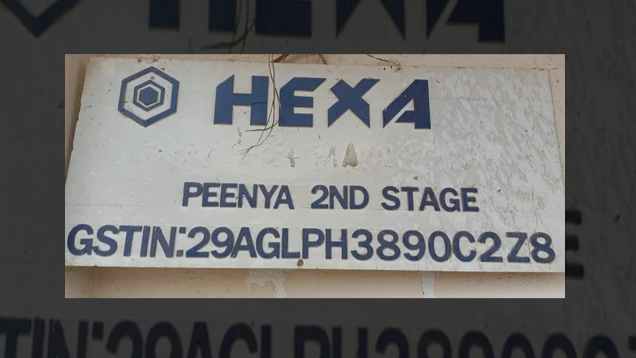 HEXA
PEENYA 2ND STAGE
GSTIN:29AGLPH3890C2Z8